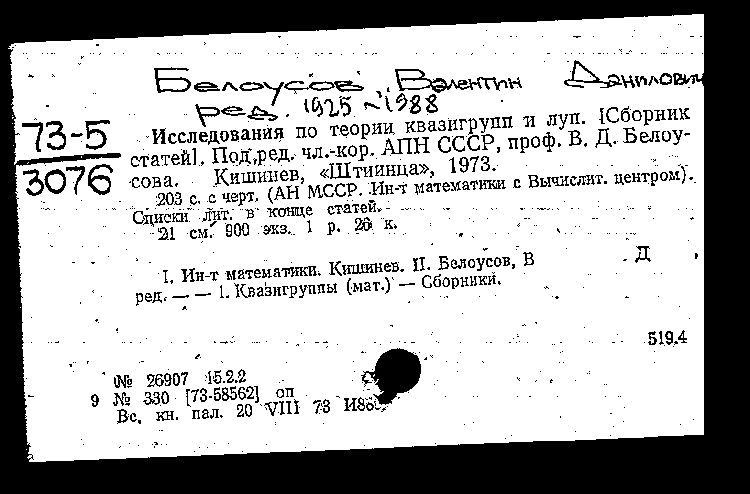 Белоусов, Валентин Данилович
ред. 1925 ~ 1988
73-5
3076
Исследования по теории квазигрупп и луп. [Сборник
статей]. Под ред. чл.-кор. АПН СССР, проф. В. Д. Белоу-
сова. Кишинев, «Штиинца», 1973.
203 с. с черт. (АН МССР. Ин-т математики с Вычислит. центром).
Списки лит. в конце статей.
21 см. 900 экз. 1 р. 26 к.
I. Ин-т математики. Кишинев. II. Белоусов, В
Д
ред. — — 1. Квазигруппы (мат.) — Сборники.
519.4
№ 26907 15.2.2
9 № 330 [73-58562] оп
Вс. кн. пал. 20 VIII 73